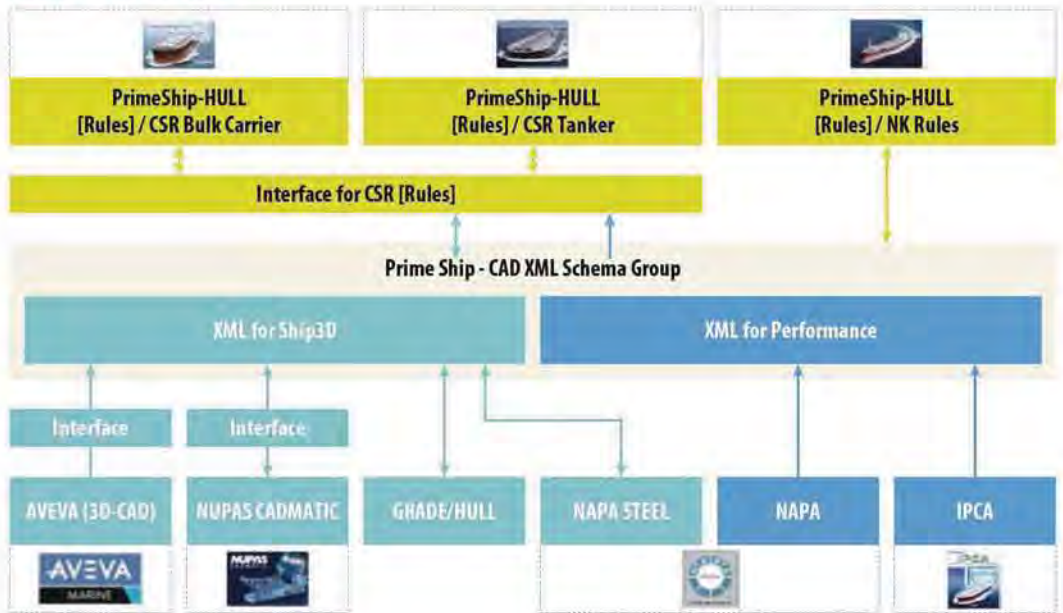 PrimeShip-HULL
[Rules] / CSR Bulk Carrier
PrimeShip-HULL
[Rules] / CSR Tanker
PrimeShip-HULL
[Rules] / NK Rules
Interface for CSR [Rules]
Prime Ship - CAD XML Schema Group
XML for Ship3D
XML for Performance
Interface
Interface
AVEVA (3D-CAD)
NUPAS CADMATIC
GHADE/HULL
NAPA STEEL
NAPA
IPCA
AVEVA
MARINE
NUPAS